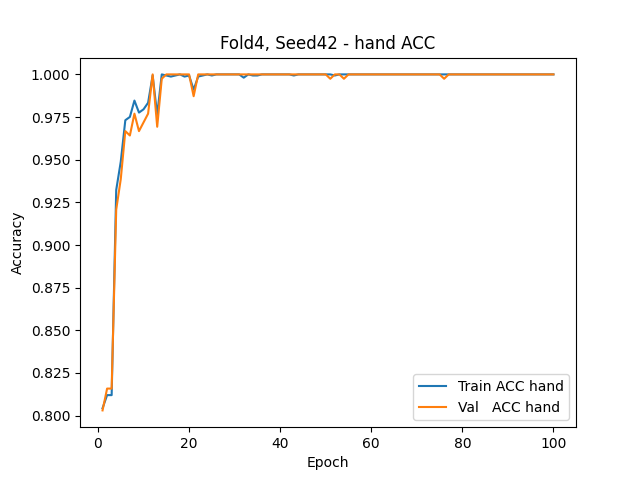 Fold4, Seed42 - hand ACC
1.000
0.975
0.950
0.925
0.900
0.875
0.850
0.825
0.800
Accuracy
Train ACC hand
Val   ACC hand
0 20 40 60 80 100
Epoch